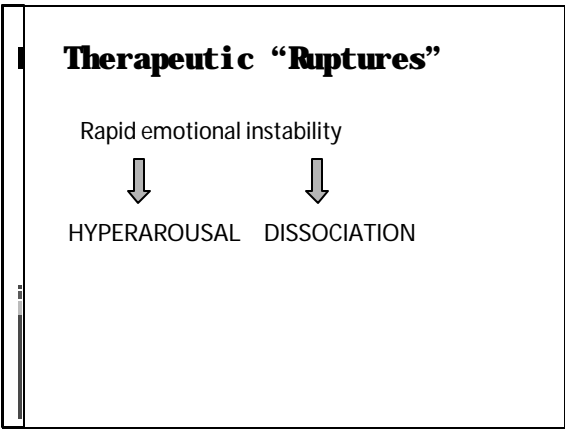 Therapeutic “Ruptures”
Rapid emotional instability
HYPERAROUSAL DISSOCIATION